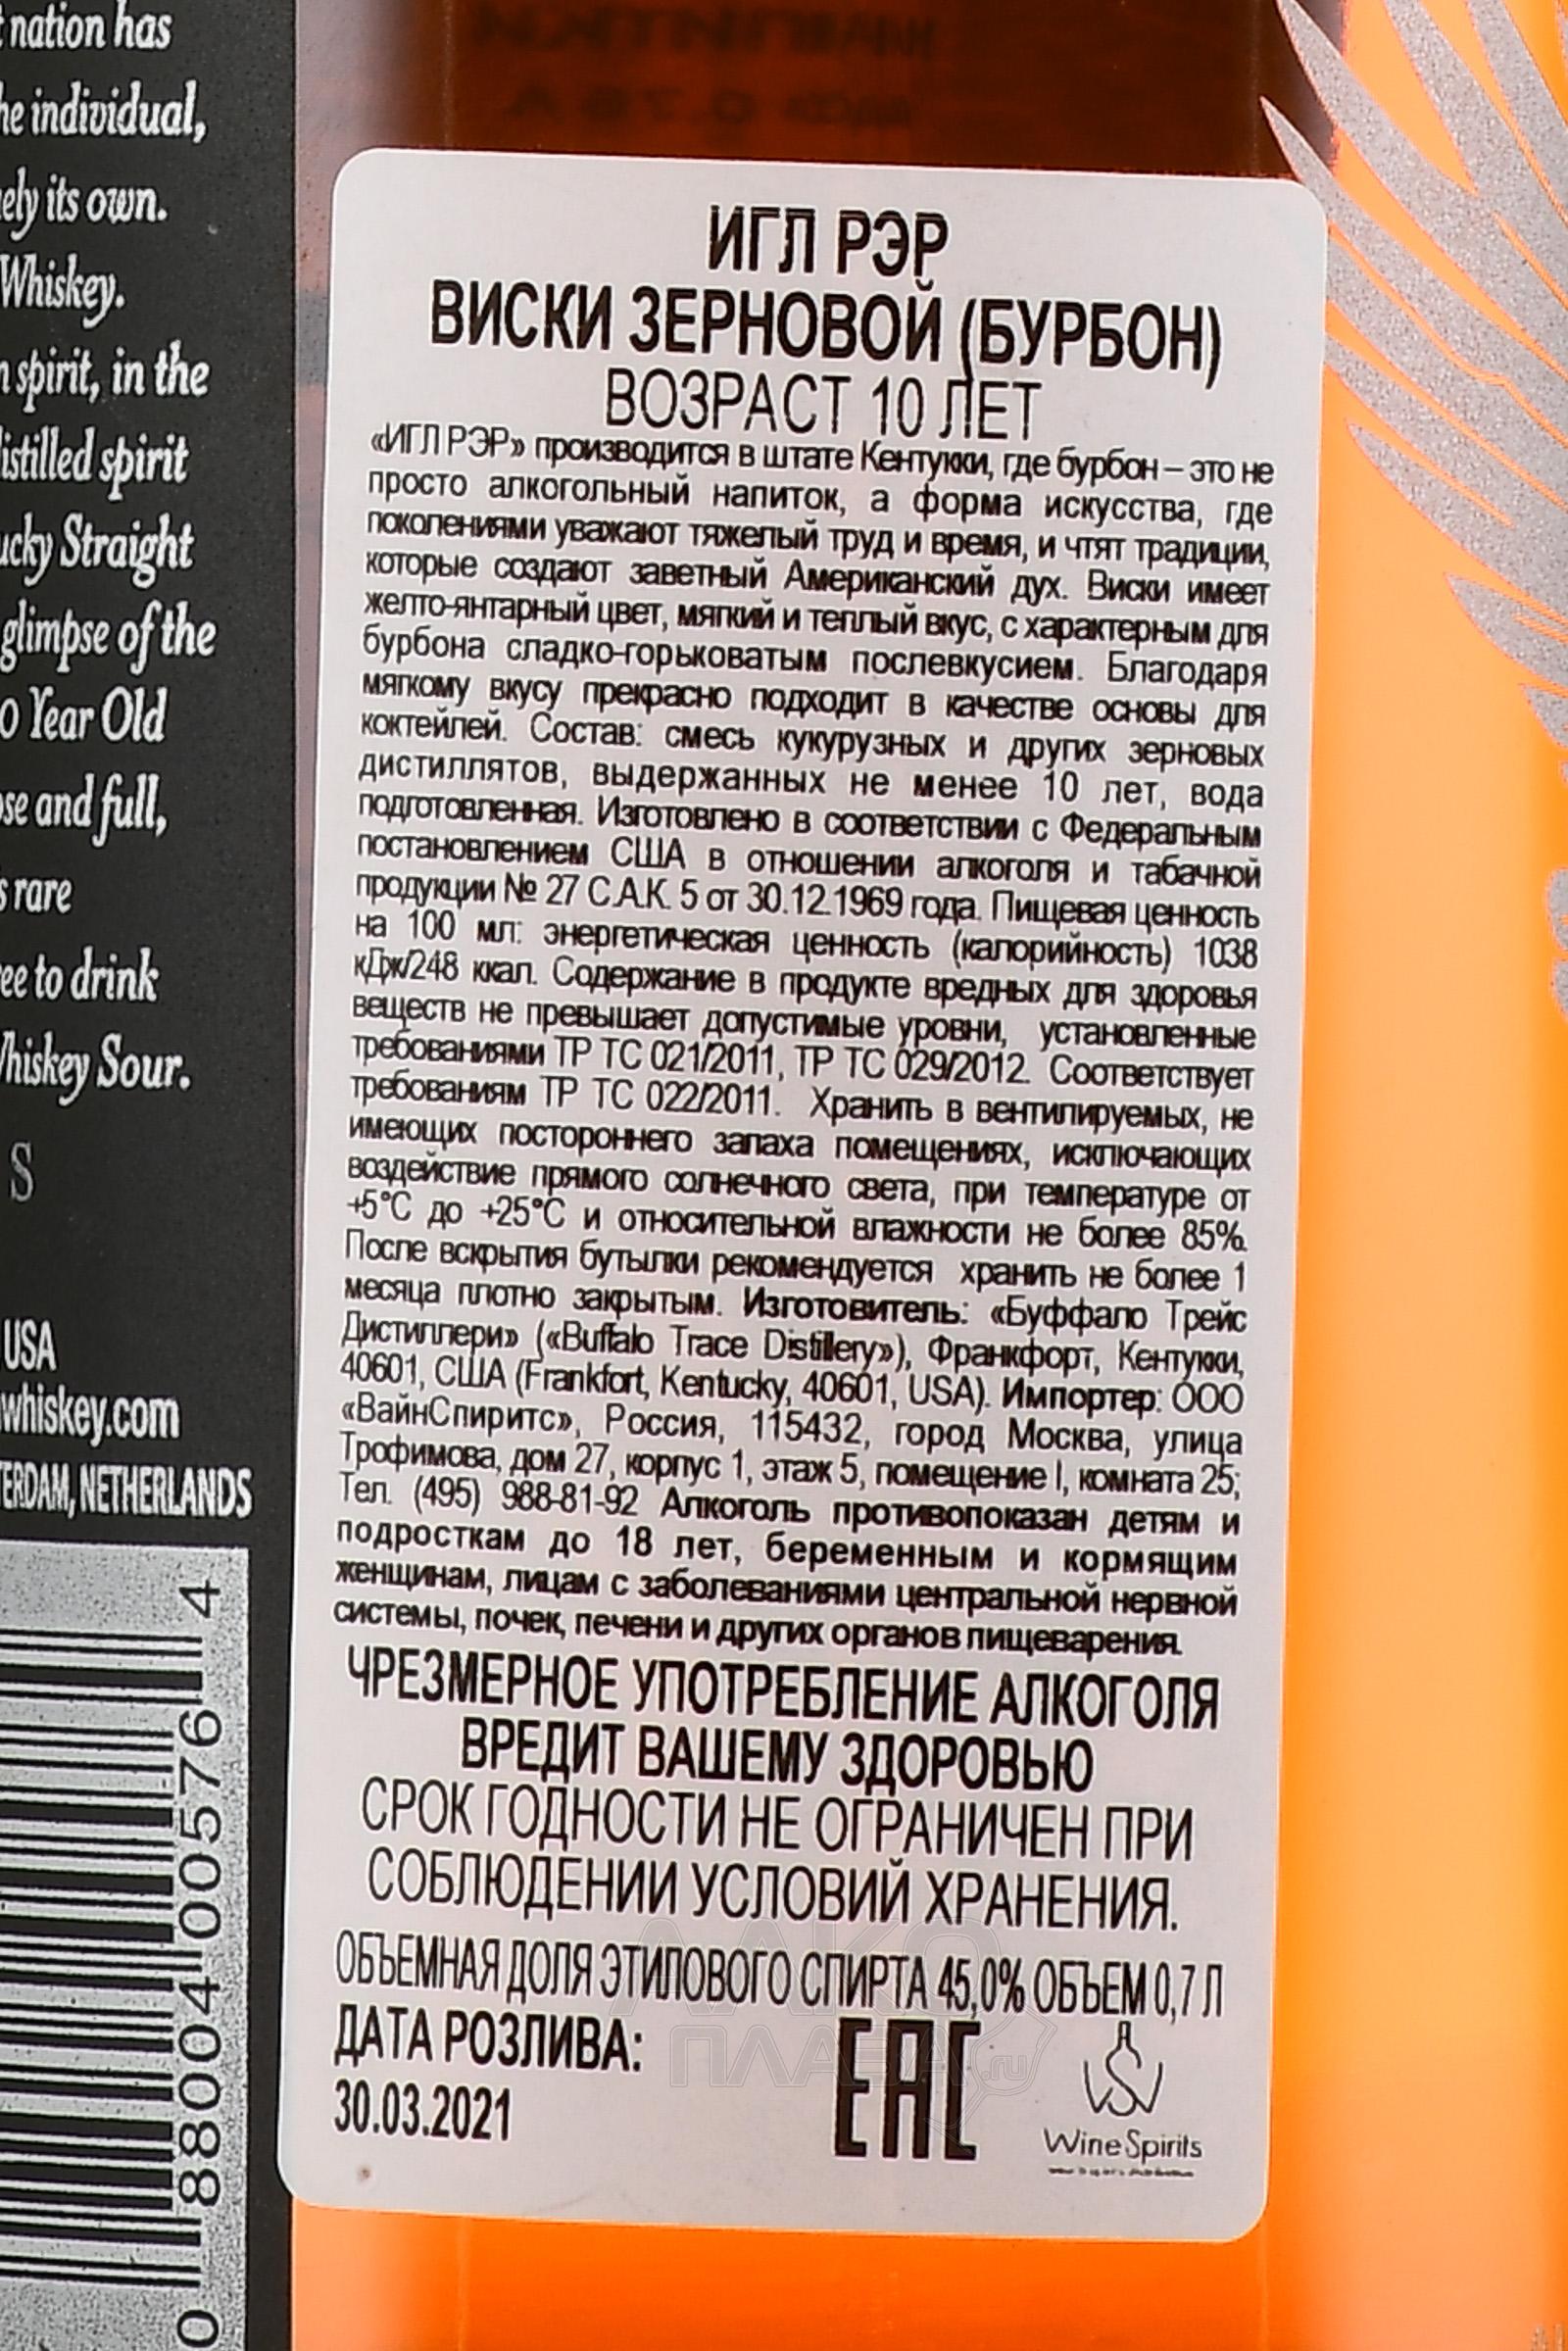 nation has
he individual,
ely its own.
Whiskey.
spirit, in the
distilled spirit
ucky Straight
glimpse of the
0 Year Old
ose and full,
s rare
ree to drink
Whiskey Sour.
S
USA
whiskey.com
TERDAM, NETHERLANDS
0 88004 00576 4
ИГЛ РЭР
ВИСКИ ЗЕРНОВОЙ (БУРБОН)
ВОЗРАСТ 10 ЛЕТ
«ИГЛ РЭР» производится в штате Кентукки, где бурбон – это не
просто алкогольный напиток, а форма искусства, где
поколениями уважают тяжелый труд и время, и чтят традиции,
которые создают заветный Американский дух. Виски имеет
желто-янтарный цвет, мягкий и теплый вкус, с характерным для
бурбона сладко-горьковатым послевкусием. Благодаря
мягкому вкусу прекрасно подходит в качестве основы для
коктейлей. Состав: смесь кукурузных и других зерновых
дистиллятов, выдержанных не менее 10 лет, вода
подготовленная. Изготовлено в соответствии с Федеральным
постановлением США в отношении алкоголя и табачной
продукции № 27 С.А.К. 5 от 30.12.1969 года. Пищевая ценность
на 100 мл: энергетическая ценность (калорийность) 1038
кДж/248 ккал. Содержание в продукте вредных для здоровья
веществ не превышает допустимые уровни, установленные
требованиями ТР ТС 021/2011, ТР ТС 029/2012. Соответствует
требованиям ТР ТС 022/2011. Хранить в вентилируемых, не
имеющих постороннего запаха помещениях, исключающих
воздействие прямого солнечного света, при температуре от
+5°C до +25°C и относительной влажности не более 85%.
После вскрытия бутылки рекомендуется хранить не более 1
месяца плотно закрытым. Изготовитель: «Буффало Трейс
Дистиллери» («Buffalo Trace Distillery»), Франкфорт, Кентукки,
40601, США (Frankfort, Kentucky, 40601, USA). Импортер: ООО
«ВайнСпиритс», Россия, 115432, город Москва, улица
Трофимова, дом 27, корпус 1, этаж 5, помещение I, комната 25;
Тел. (495) 988-81-92 Алкоголь противопоказан детям и
подросткам до 18 лет, беременным и кормящим
женщинам, лицам с заболеваниями центральной нервной
системы, почек, печени и других органов пищеварения.
ЧРЕЗМЕРНОЕ УПОТРЕБЛЕНИЕ АЛКОГОЛЯ
ВРЕДИТ ВАШЕМУ ЗДОРОВЬЮ
СРОК ГОДНОСТИ НЕ ОГРАНИЧЕН ПРИ
СОБЛЮДЕНИИ УСЛОВИЙ ХРАНЕНИЯ.
ОБЪЕМНАЯ ДОЛЯ ЭТИЛОВОГО СПИРТА 45,0% ОБЪЕМ 0,7 Л
ДАТА РОЗЛИВА:
30.03.2021
ЕАС
WineSpirits
АЛКО
ПЛАЗА.ru